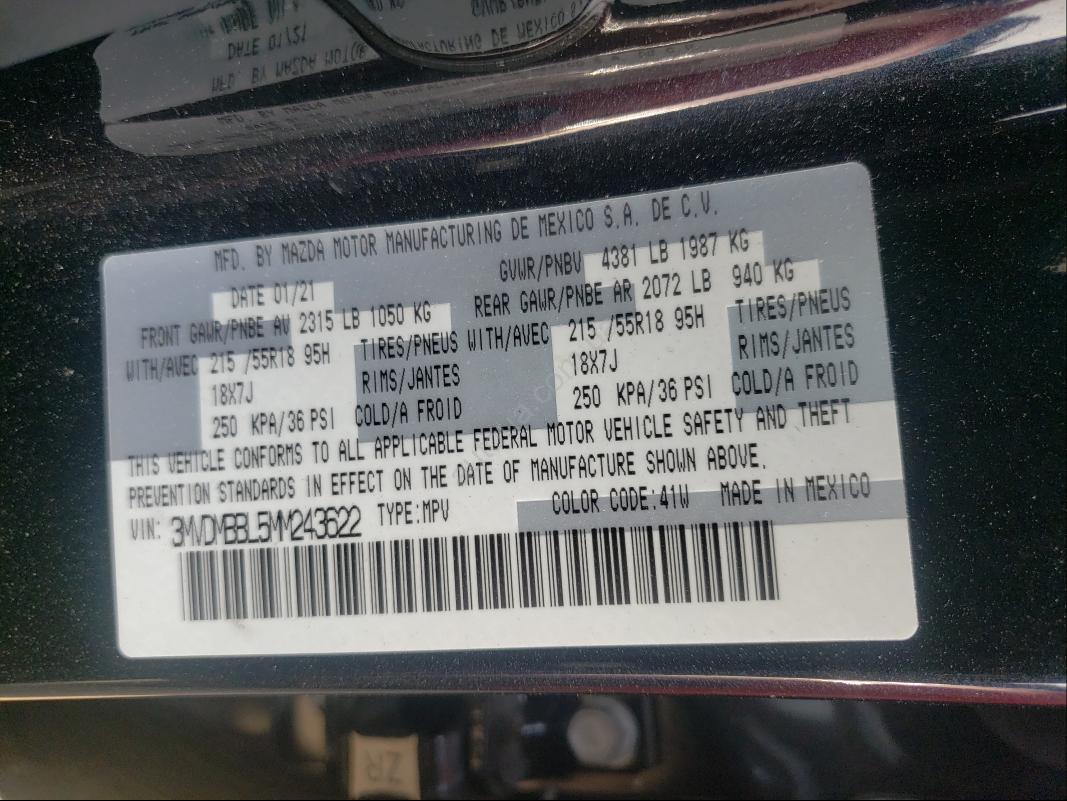 MFD. BY MAZDA MOTOR MANUFACTURING DE MEXICO S.A. DE C.V.
DATE 01/21 GVWR/PNBV 4381 LB 1987 KG
FRONT GAWR/PNBE AV 2315 LB 1050 KG REAR GAWR/PNBE AR 2072 LB 940 KG
WITH/AVEC 215 /55R18 95H TIRES/PNEUS WITH/AVEC 215 /55R18 95H TIRES/PNEUS
18X7J RIMS/JANTES 18X7J RIMS/JANTES
250 KPA/36 PSI COLD/A FROID 250 KPA/36 PSI COLD/A FROID
THIS VEHICLE CONFORMS TO ALL APPLICABLE FEDERAL MOTOR VEHICLE SAFETY AND THEFT
PREVENTION STANDARDS IN EFFECT ON THE DATE OF MANUFACTURE SHOWN ABOVE.
VIN: 3MVDMBBL5MM243622 TYPE:MPV COLOR CODE:41W MADE IN MEXICO
ZR